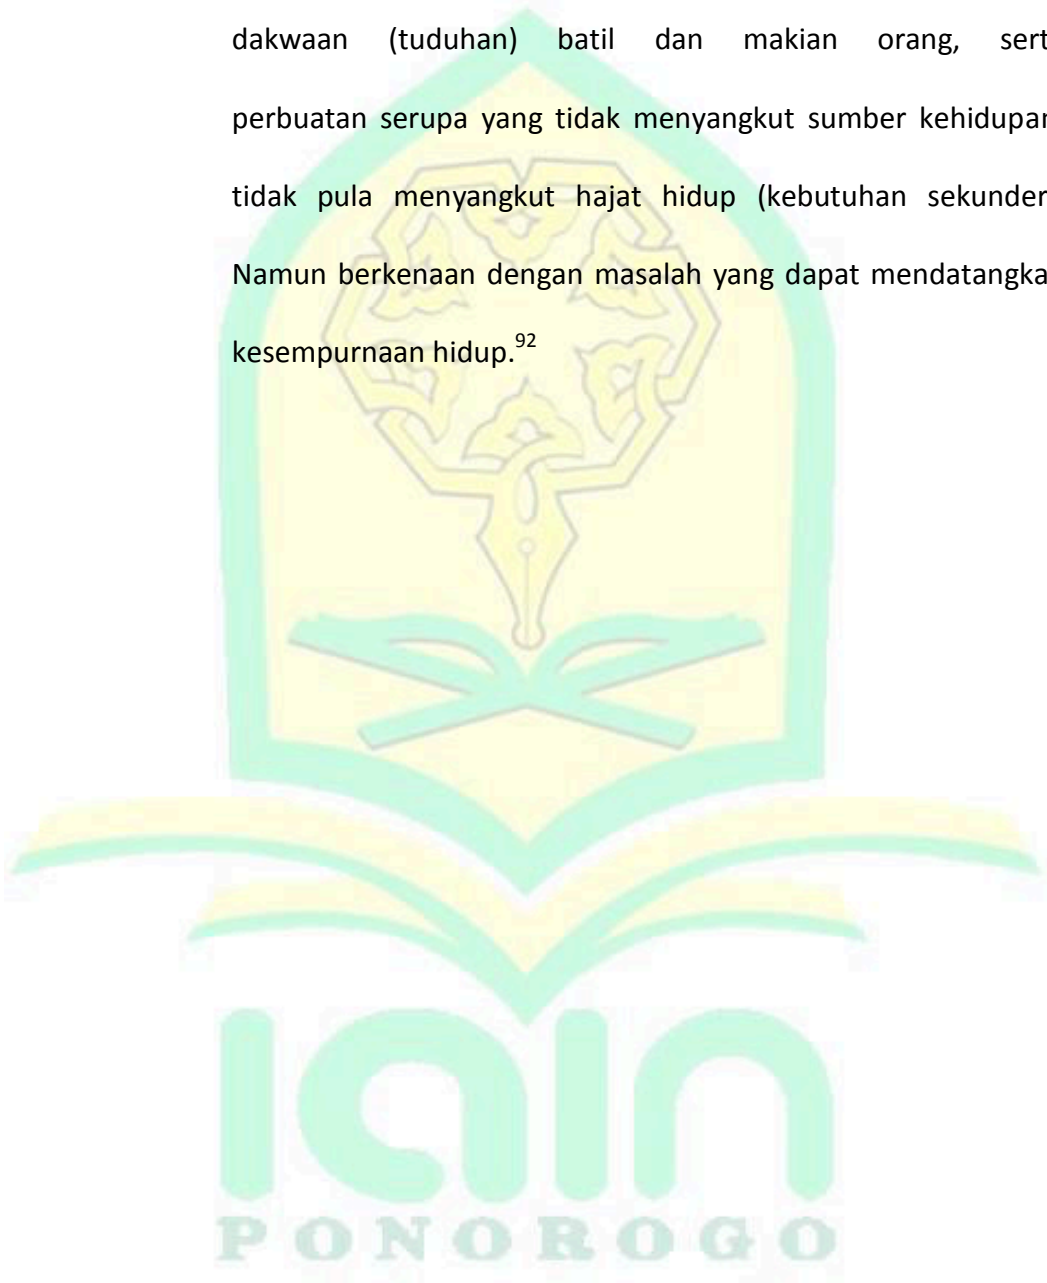 dakwaan (tuduhan) batil dan makian orang, sert
perbuatan serupa yang tidak menyangkut sumber kehidupan
tidak pula menyangkut hajat hidup (kebutuhan sekunder
Namun berkenaan dengan masalah yang dapat mendatangka
kesempurnaan hidup.92
iain
PONOROGO